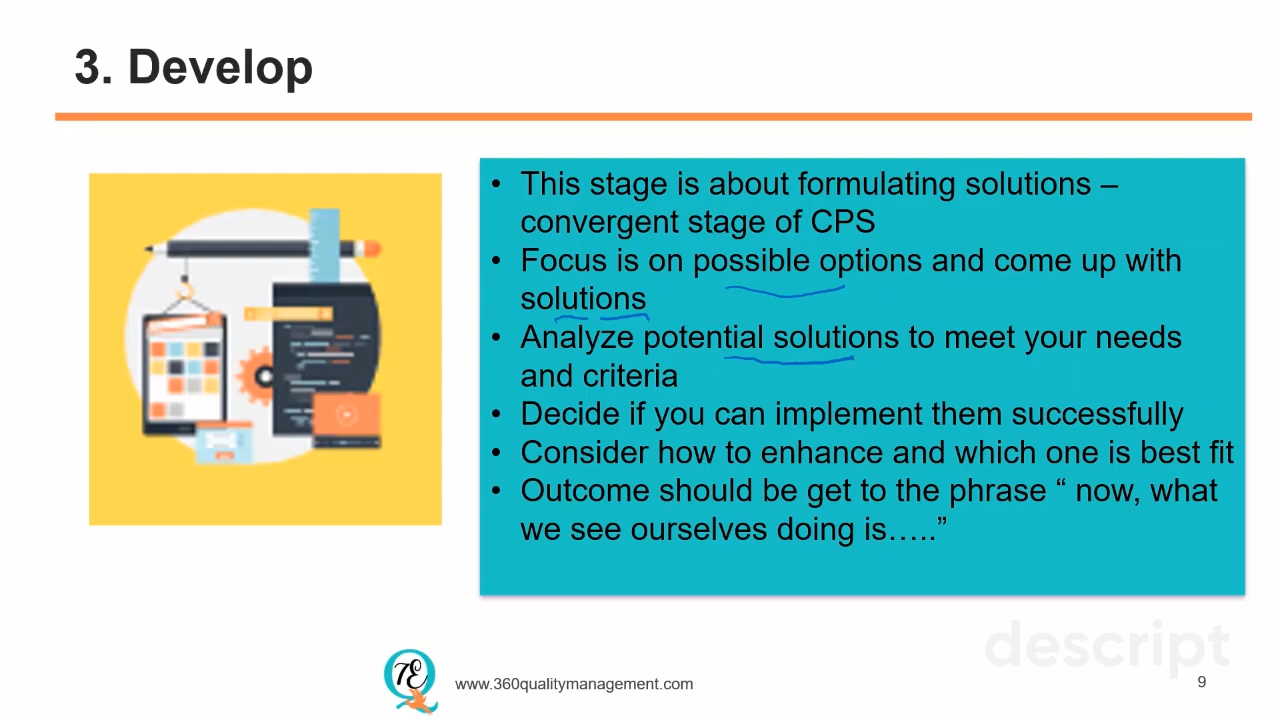 3. Develop
• This stage is about formulating solutions –
convergent stage of CPS
• Focus is on possible options and come up with
solutions
• Analyze potential solutions to meet your needs
and criteria
• Decide if you can implement them successfully
• Consider how to enhance and which one is best fit
• Outcome should be get to the phrase “ now, what
we see ourselves doing is…..”
descript
TE
www.360qualitymanagement.com
9